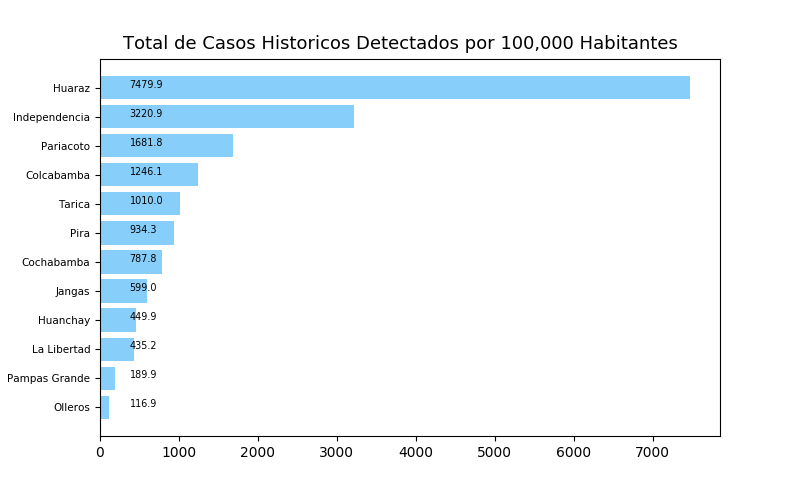 Total de Casos Historicos Detectados por 100,000 Habitantes
Huaraz 7479.9
Independencia 3220.9
Pariacoto 1681.8
Colcabamba 1246.1
Tarica 1010.0
Pira 934.3
Cochabamba 787.8
Jangas 599.0
Huanchay 449.9
La Libertad 435.2
Pampas Grande 189.9
Olleros 116.9
0 1000 2000 3000 4000 5000 6000 7000